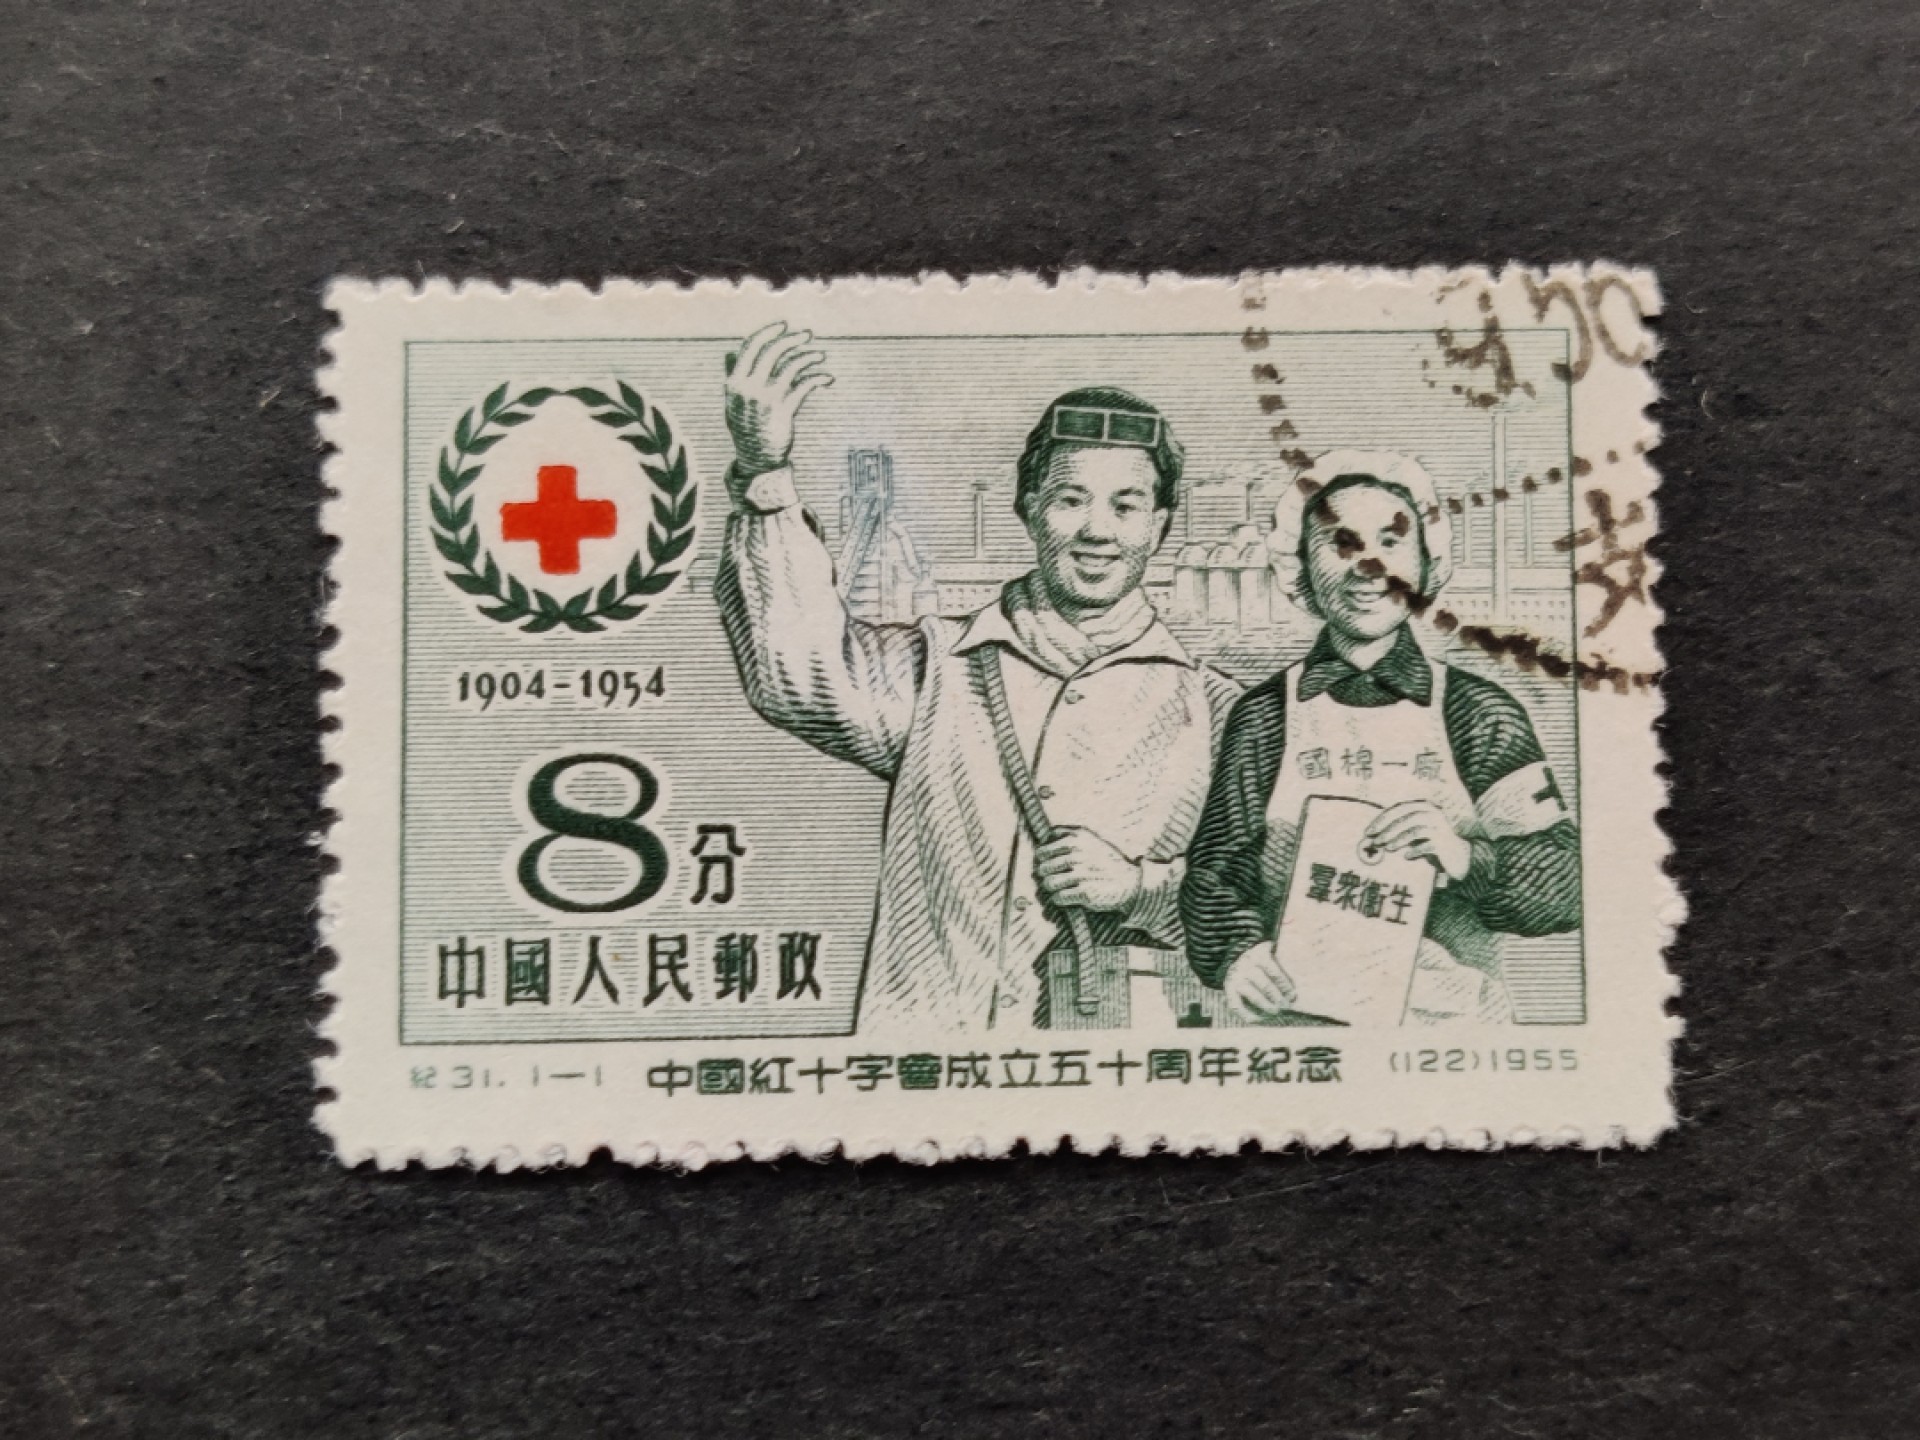 1904-1954
8分
中國人民郵政
國棉一廠
羣眾衛生
紀31.1—1 中國紅十字會成立五十周年紀念 (122)1955